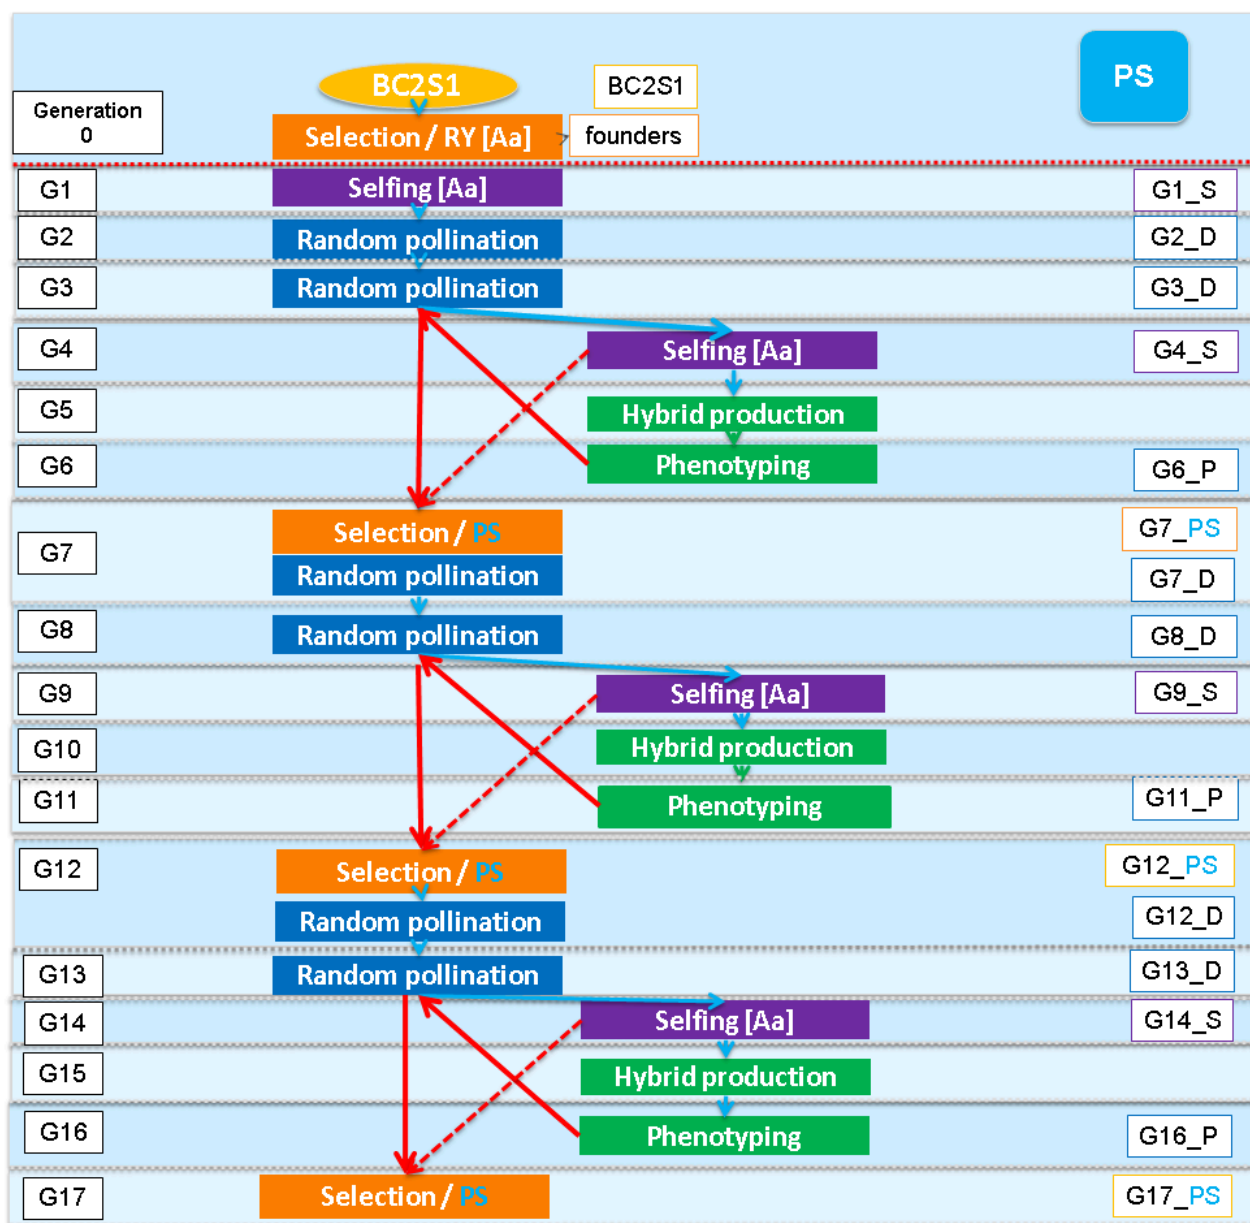 BC2S1
BC2S1
PS
Generation
0
Selection / RY [Aa]
founders
G1
Selfing [Aa]
G1_S
G2
Random pollination
G2_D
G3
Random pollination
G3_D
G4
Selfing [Aa]
G4_S
G5
Hybrid production
G6
Phenotyping
G6_P
G7
Selection / PS
G7_PS
Random pollination
G7_D
G8
Random pollination
G8_D
G9
Selfing [Aa]
G9_S
G10
Hybrid production
G11
Phenotyping
G11_P
G12
Selection / PS
G12_PS
Random pollination
G12_D
G13
Random pollination
G13_D
G14
Selfing [Aa]
G14_S
G15
Hybrid production
G16
Phenotyping
G16_P
G17
Selection / PS
G17_PS